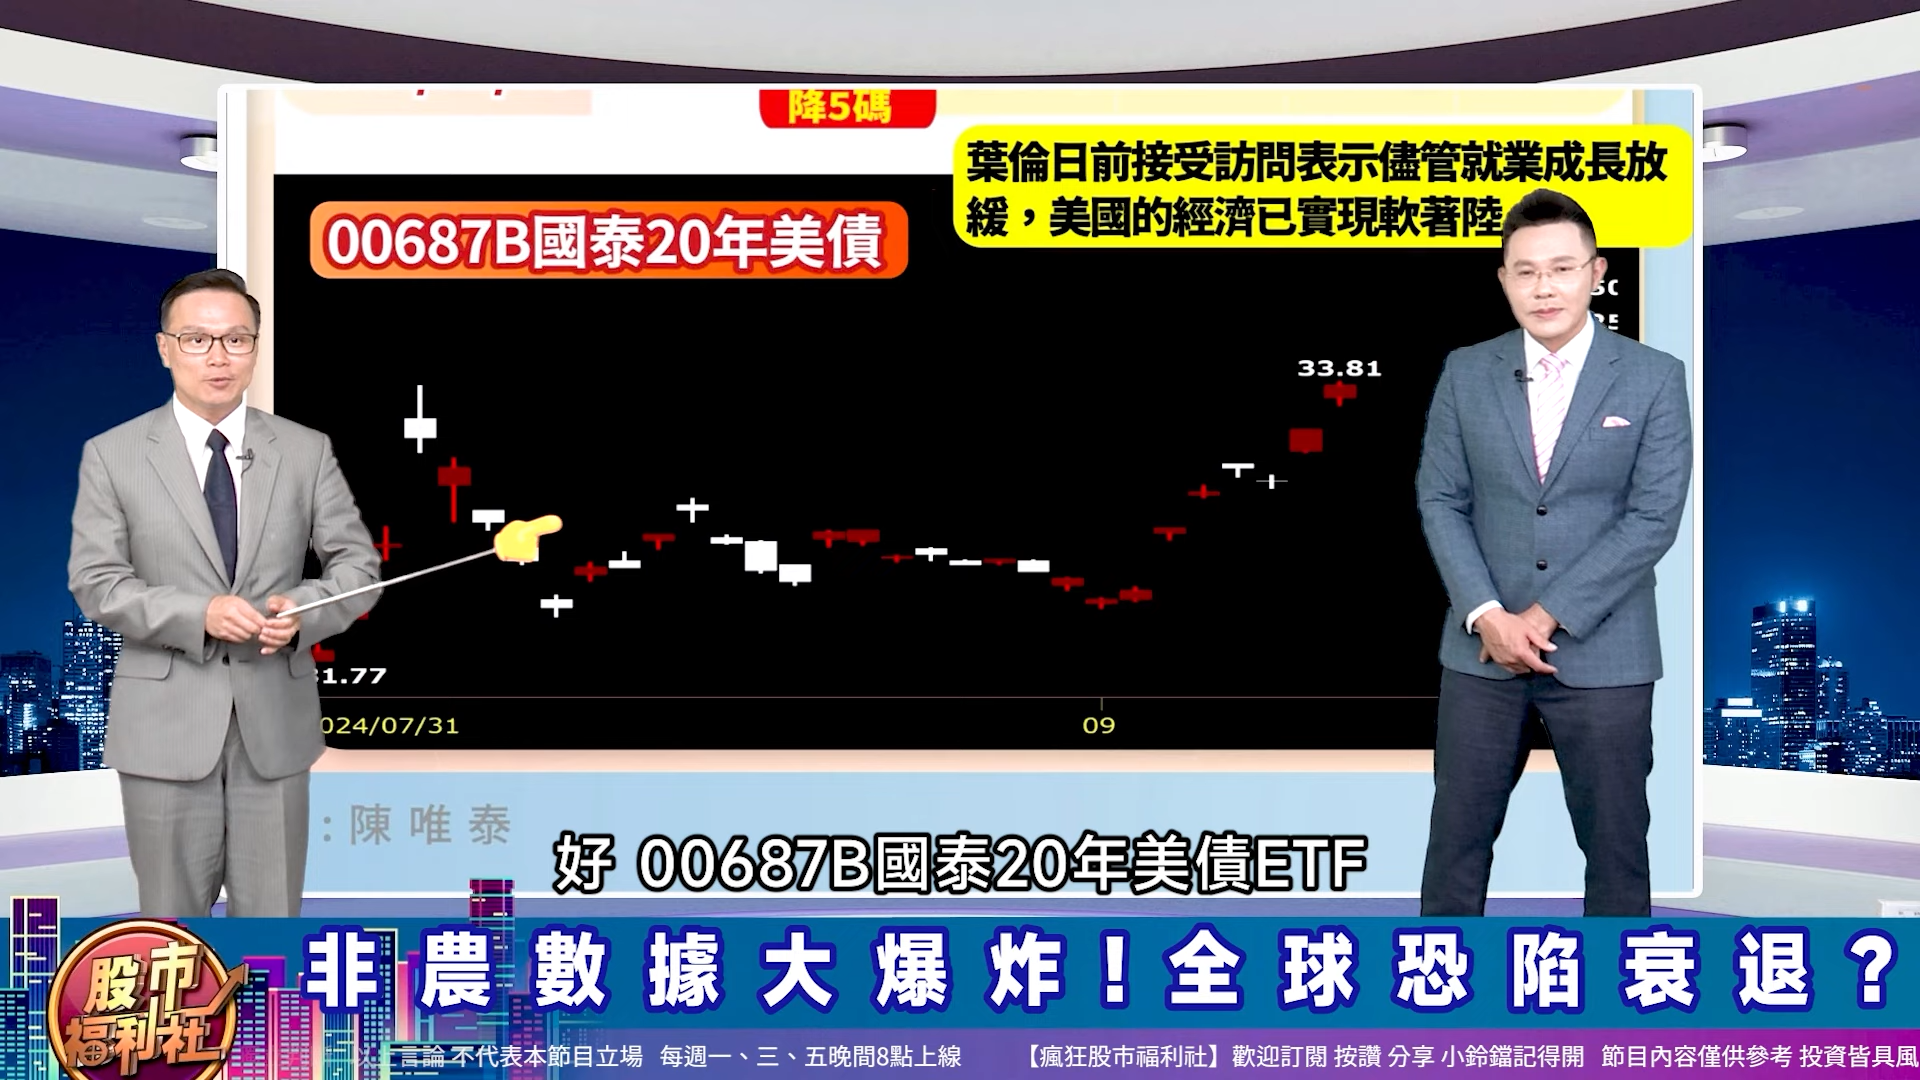 降5碼
葉倫日前接受訪問表示儘管就業成長放
緩，美國的經濟已實現軟著陸
00687B國泰20年美債
33.81
1.77
024/07/31
09
:陳唯泰
好 00687B國泰20年美債ETF
非農數據大爆炸!全球恐陷衰退?
股市
福利社
以上言論 不代表本節目立場 每週一、三、五晚間8點上線 【瘋狂股市福利社】歡迎訂閱 按讚 分享 小鈴鐺記得開 節目內容僅供參考 投資皆具風